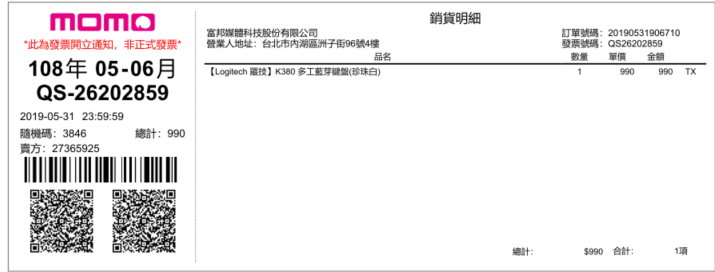 momo
*此為發票開立通知, 非正式發票*
108年 05-06月
QS-26202859
2019-05-31 23:59:59
隨機碼: 3846 總計: 990
賣方: 27365925
銷貨明細
富邦媒體科技股份有限公司 訂單號碼: 20190531906710
營業人地址: 台北市內湖區洲子街96號4樓 發票號碼: QS26202859
品名 數量 單價 金額
【Logitech 羅技】K380 多工藍芽鍵盤(珍珠白) 1 990 990 TX
總計: $990 合計: 1項